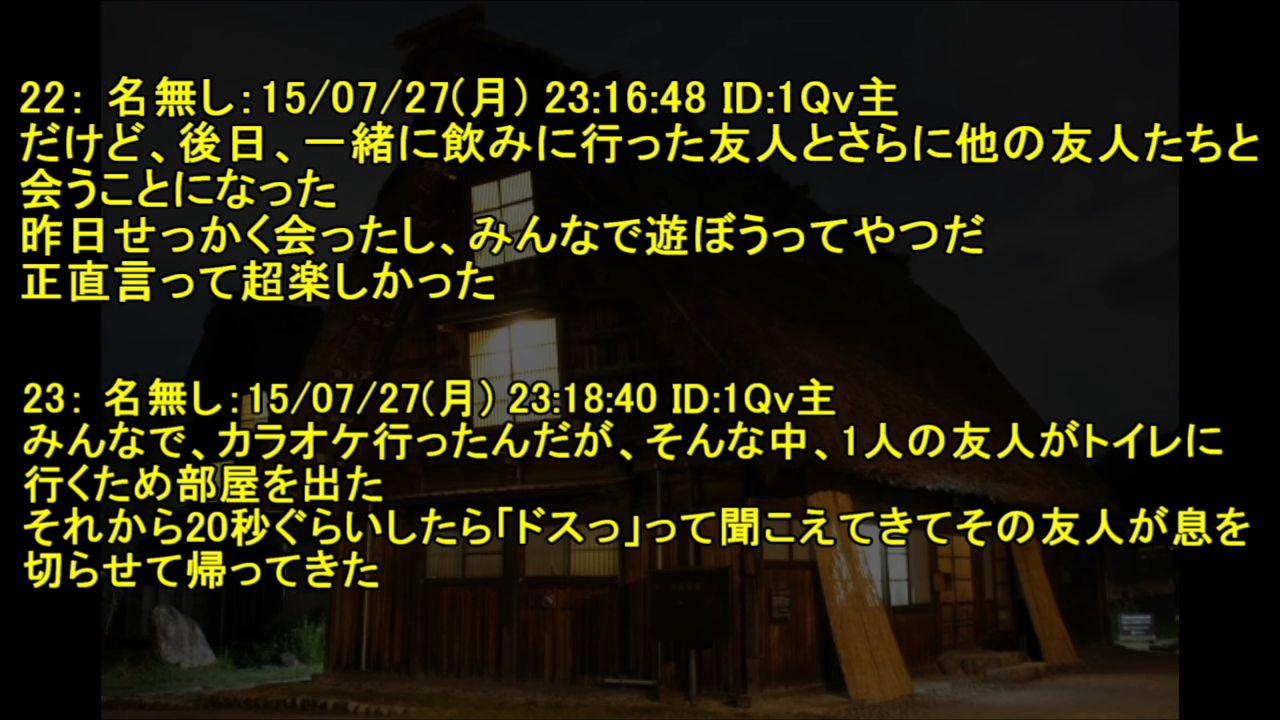 22： 名無し：15/07/27(月) 23:16:48 ID:1Qv主
だけど、後日、一緒に飲みに行った友人とさらに他の友人たちと
会うことになった
昨日せっかく会ったし、みんなで遊ぼうってやつだ
正直言って超楽しかった
23： 名無し：15/07/27(月) 23:18:40 ID:1Qv主
みんなで、カラオケ行ったんだが、そんな中、1人の友人がトイレに
行くため部屋を出た
それから20秒ぐらいしたら「ドスっ」って聞こえてきてその友人が息を
切らせて帰ってきた